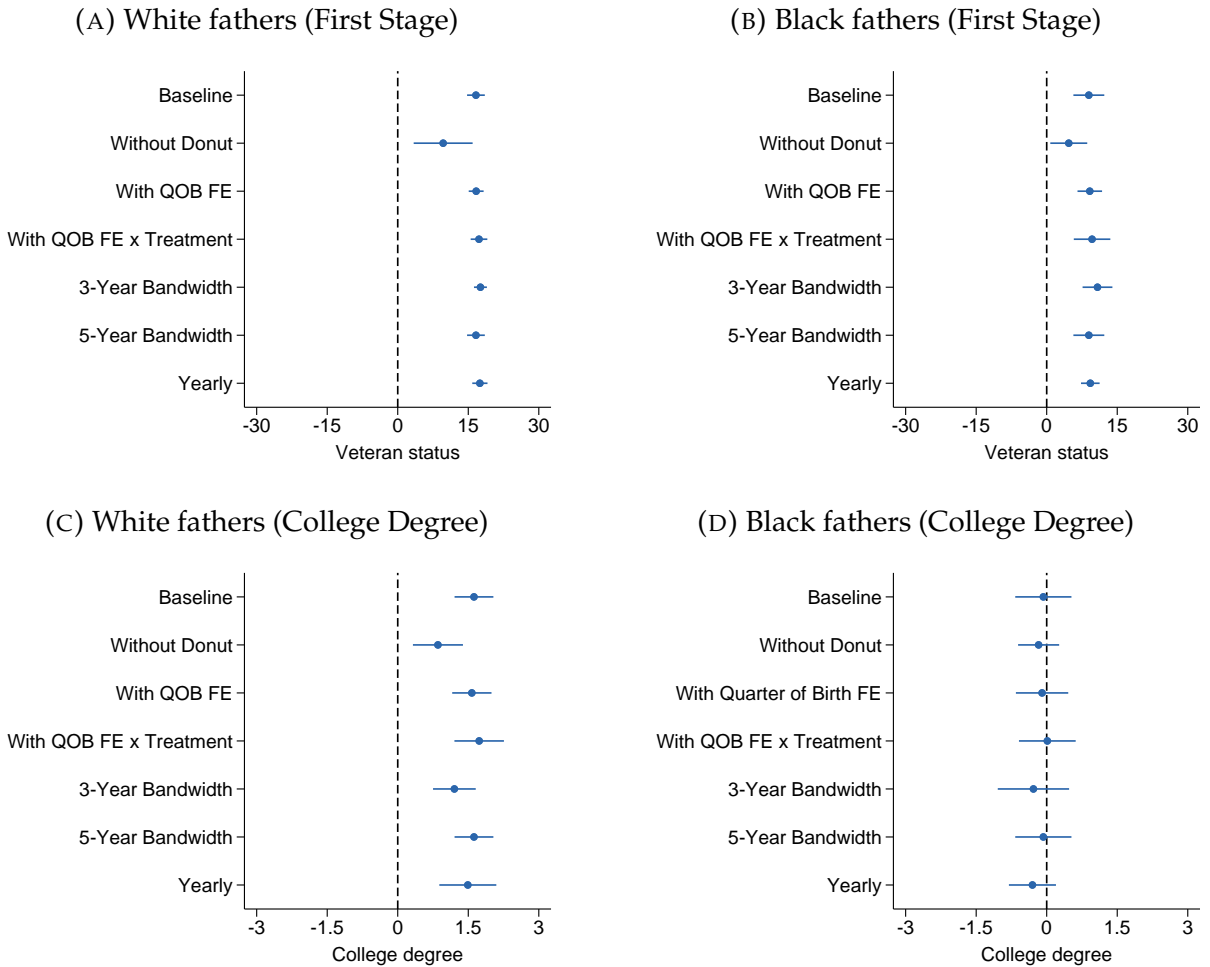 (A) White fathers (First Stage)
Baseline
Without Donut
With QOB FE
With QOB FE x Treatment
3-Year Bandwidth
5-Year Bandwidth
Yearly
-30 -15 0 15 30
Veteran status
(B) Black fathers (First Stage)
Baseline
Without Donut
With QOB FE
With QOB FE x Treatment
3-Year Bandwidth
5-Year Bandwidth
Yearly
-30 -15 0 15 30
Veteran status
(C) White fathers (College Degree)
Baseline
Without Donut
With QOB FE
With QOB FE x Treatment
3-Year Bandwidth
5-Year Bandwidth
Yearly
-3 -1.5 0 1.5 3
College degree
(D) Black fathers (College Degree)
Baseline
Without Donut
With Quarter of Birth FE
With QOB FE x Treatment
3-Year Bandwidth
5-Year Bandwidth
Yearly
-3 -1.5 0 1.5 3
College degree